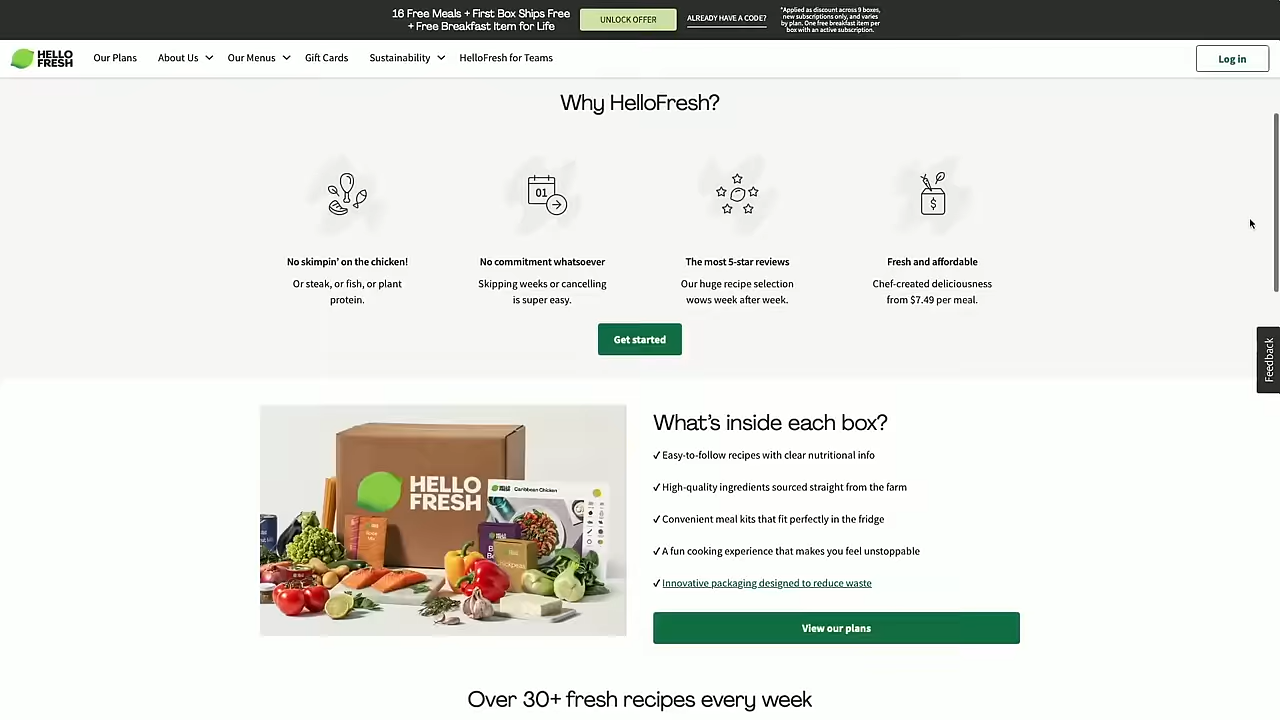 16 Free Meals + First Box Ships Free
+ Free Breakfast Item for Life
UNLOCK OFFER
ALREADY HAVE A CODE?
*Applied as discount across 9 boxes,
new subscriptions only, and varies
by plan. One free breakfast item per
box with an active subscription.
HELLO
FRESH
Our Plans
About Us
Our Menus
Gift Cards
Sustainability
HelloFresh for Teams
Log in
Why HelloFresh?
01
$
No skimpin' on the chicken!
Or steak, or fish, or plant
protein.
No commitment whatsoever
Skipping weeks or cancelling
is super easy.
The most 5-star reviews
Our huge recipe selection
wows week after week.
Fresh and affordable
Chef-created deliciousness
from $7.49 per meal.
Get started
Feedback
HELLO
FRESH
Caribbean Chicken
What's inside each box?
✓ Easy-to-follow recipes with clear nutritional info
✓ High-quality ingredients sourced straight from the farm
✓ Convenient meal kits that fit perfectly in the fridge
✓ A fun cooking experience that makes you feel unstoppable
✓ Innovative packaging designed to reduce waste
View our plans
Over 30+ fresh recipes every week